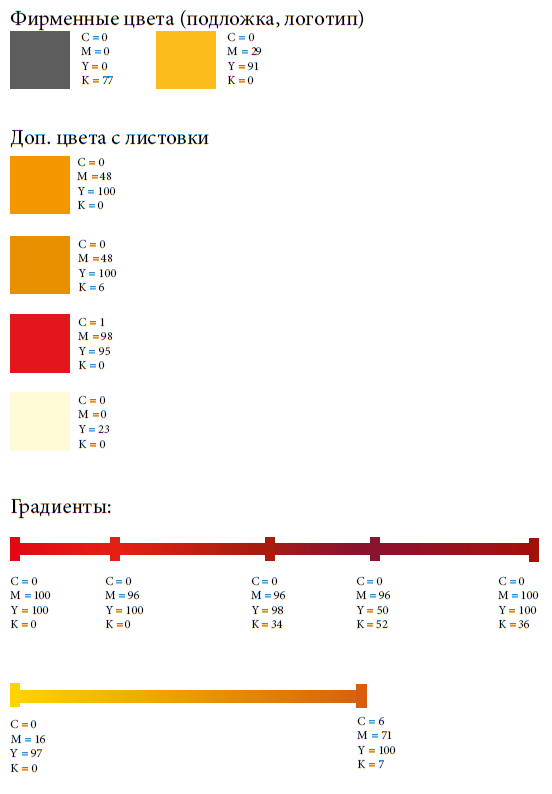 Фирменные цвета (подложка, логотип)
C = 0
M = 0
Y = 0
K = 77
C = 0
M = 29
Y = 91
K = 0
Доп. цвета с листовки
C = 0
M = 48
Y = 100
K = 0
C = 0
M = 48
Y = 100
K = 6
C = 1
M = 98
Y = 95
K = 0
C = 0
M = 0
Y = 23
K = 0
Градиенты:
C = 0
M = 100
Y = 100
K = 0
C = 0
M = 96
Y = 100
K = 0
C = 0
M = 96
Y = 98
K = 34
C = 0
M = 96
Y = 50
K = 52
C = 0
M = 100
Y = 100
K = 36
C = 0
M = 16
Y = 97
K = 0
C = 6
M = 71
Y = 100
K = 7